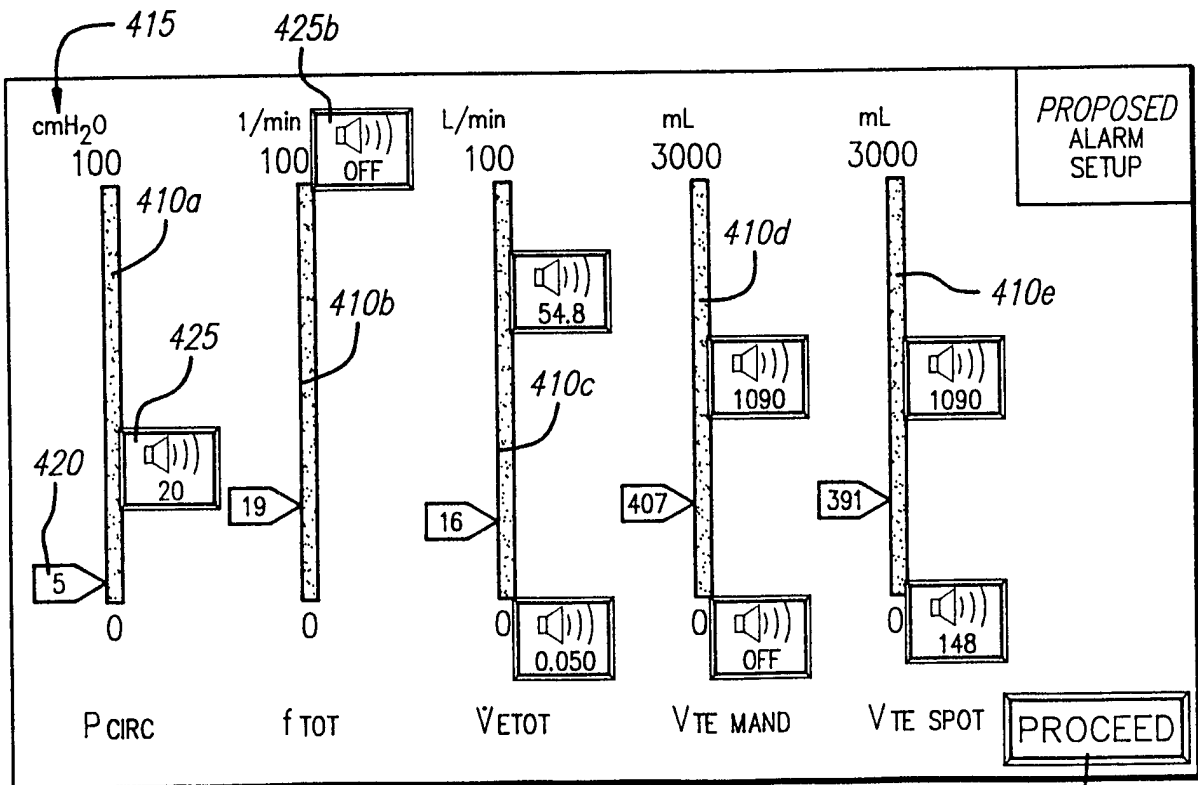 415
425b
cmH2O
100
1/min
100
OFF
L/min
100
mL
3000
mL
3000
PROPOSED
ALARM
SETUP
410a
410b
410c
410d
410e
54.8
1090
1090
425
20
420
5
19
16
407
391
0
0
0
0.050
0
OFF
0
148
P CIRC
f TOT
V̇ETOT
VTE MAND
VTE SPOT
PROCEED